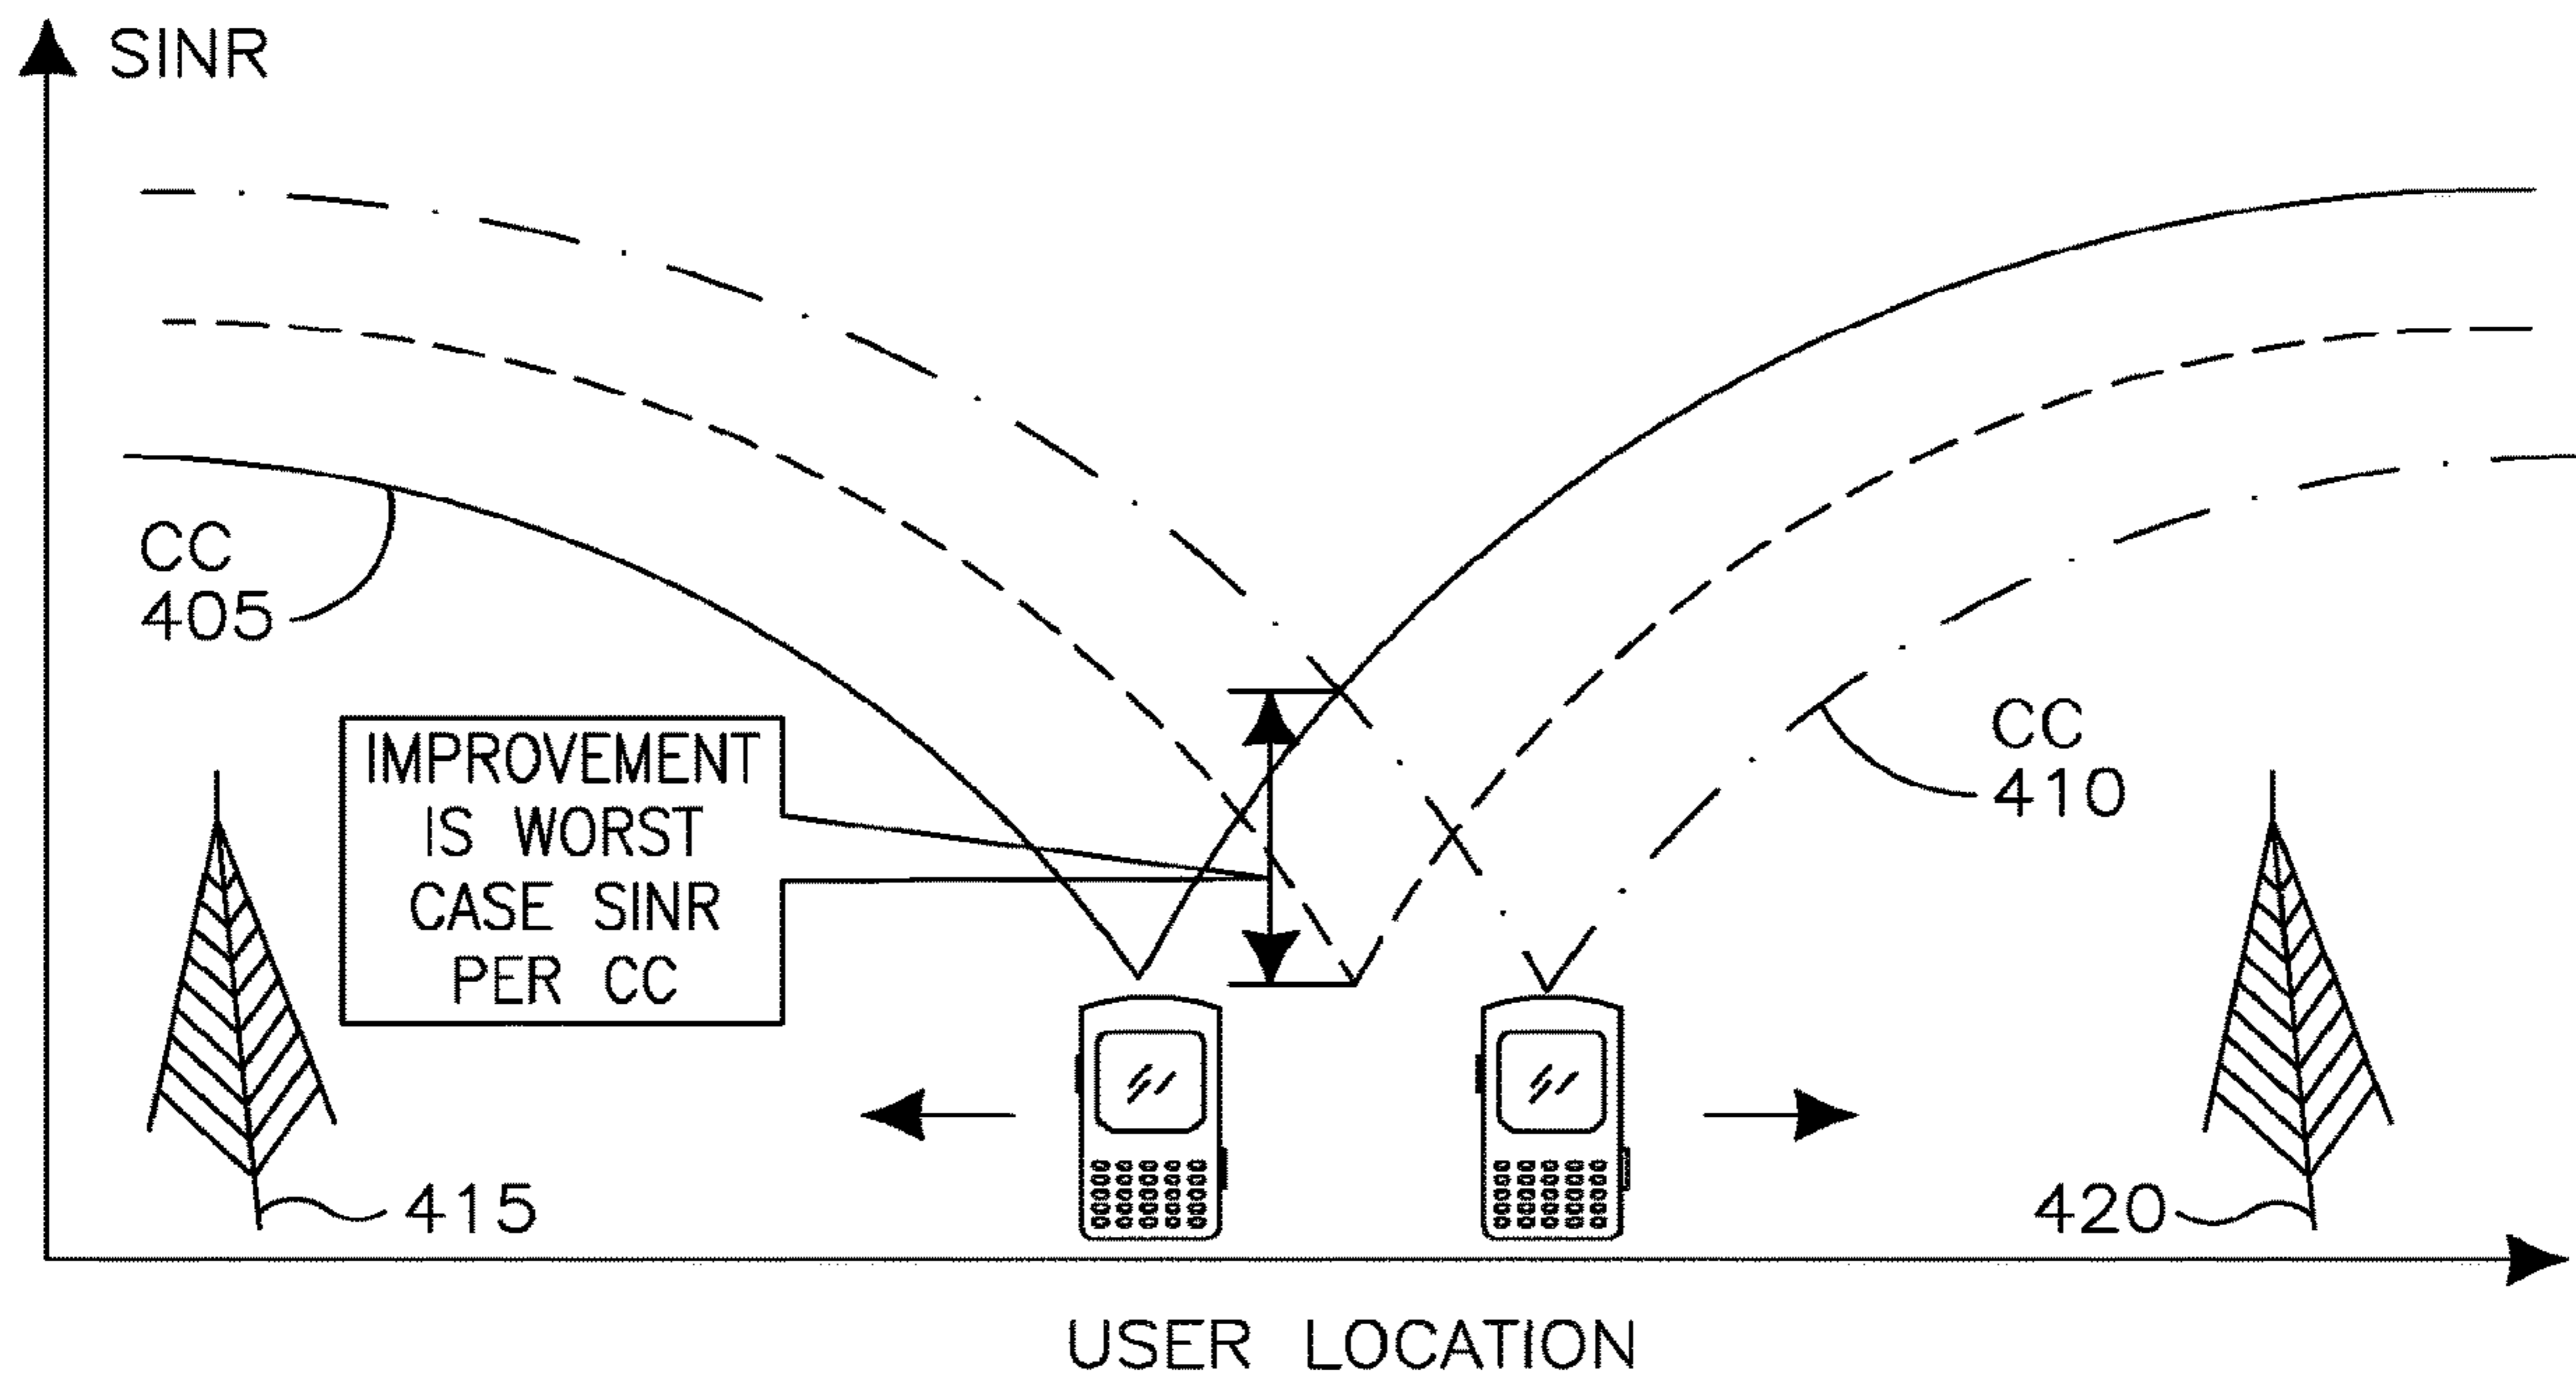 SINR
CC
405
IMPROVEMENT
IS WORST
CASE SINR
PER CC
CC
410
415
420
USER LOCATION